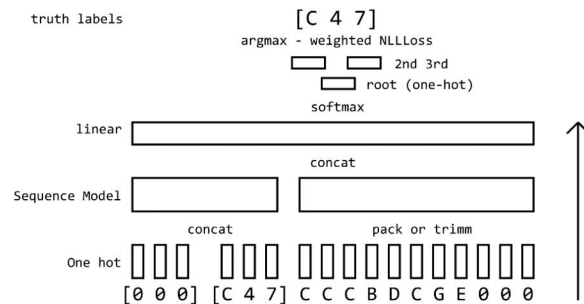 truth labels [C 4 7]
argmax - weighted NLLLoss
2nd 3rd
root (one-hot)
softmax
linear
concat
Sequence Model
concat pack or trimm
One hot
[0 0 0] [C 4 7] C C C B D C G E 0 0 0